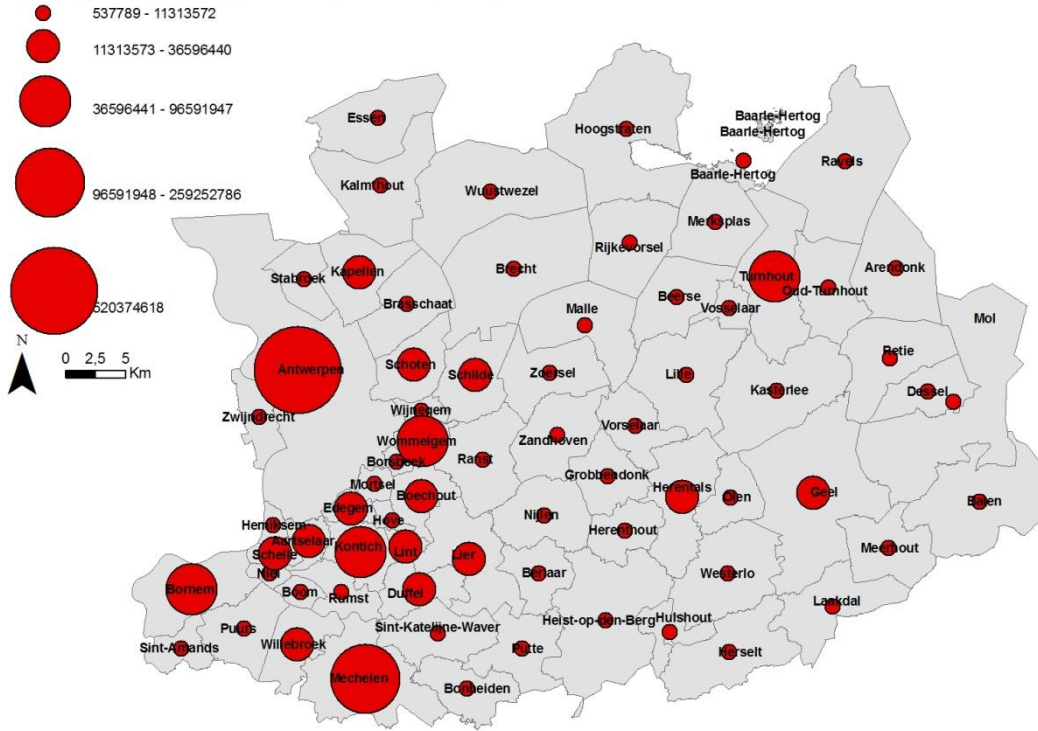 537789 - 11313572
11313573 - 36596440
36596441 - 96591947
96591948 - 259252786
520374618
N
0 2,5 5
Km
Essen
Hoogstraten
Baarle-Hertog
Baarle-Hertog
Baarle-Hertog
Ravels
Kalmthout
Wuustwezel
Merksplas
Rijkevorsel
Stabroek
Kapellen
Brecht
Turnhout
Arendonk
Oud-Turnhout
Brasschaat
Malle
Beerse
Vosselaar
Mol
Antwerpen
Schoten
Schilde
Zoersel
Lille
Retie
Kasterlee
Dessel
Zwijndrecht
Wijnegem
Wommelgem
Zandhoven
Vorselaar
Borsbeek
Ranst
Mortsel
Boechout
Grobbendonk
Herentals
Olen
Geel
Balen
Edegem
Hove
Nijlen
Herenthout
Hemiksem
Aartselaar
Schelle
Kontich
Lint
Lier
Meerhout
Niel
Berlaar
Westerlo
Bornem
Boom
Rumst
Duffel
Laakdal
Puurs
Sint-Katelijne-Waver
Heist-op-den-Berg
Hulshout
Sint-Amands
Willebroek
Putte
Herselt
Mechelen
Bonheiden